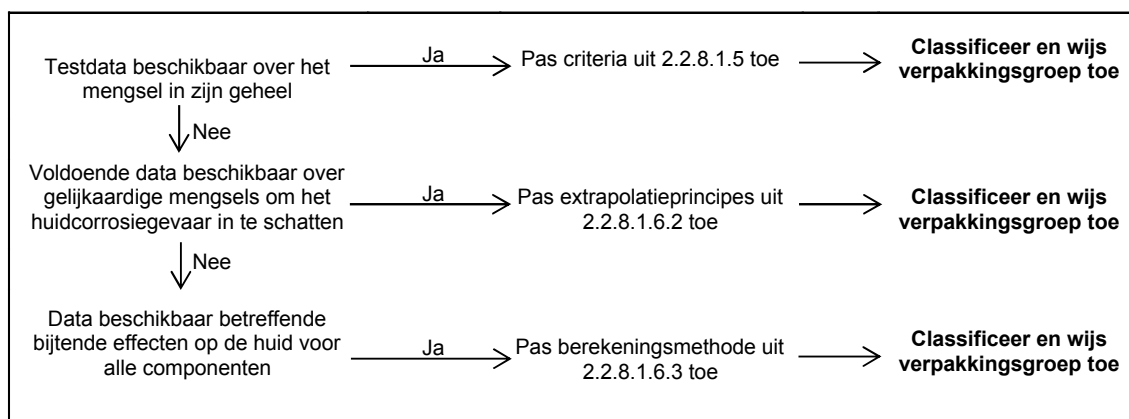 Testdata beschikbaar over het
mengsel in zijn geheel
Ja
Pas criteria uit 2.2.8.1.5 toe
Classificeer en wijs
verpakkingsgroep toe
Nee
Voldoende data beschikbaar over
gelijkaardige mengsels om het
huidcorrosiegevaar in te schatten
Ja
Pas extrapolatieprincipes uit
2.2.8.1.6.2 toe
Classificeer en wijs
verpakkingsgroep toe
Nee
Data beschikbaar betreffende
bijtende effecten op de huid voor
alle componenten
Ja
Pas berekeningsmethode uit
2.2.8.1.6.3 toe
Classificeer en wijs
verpakkingsgroep toe